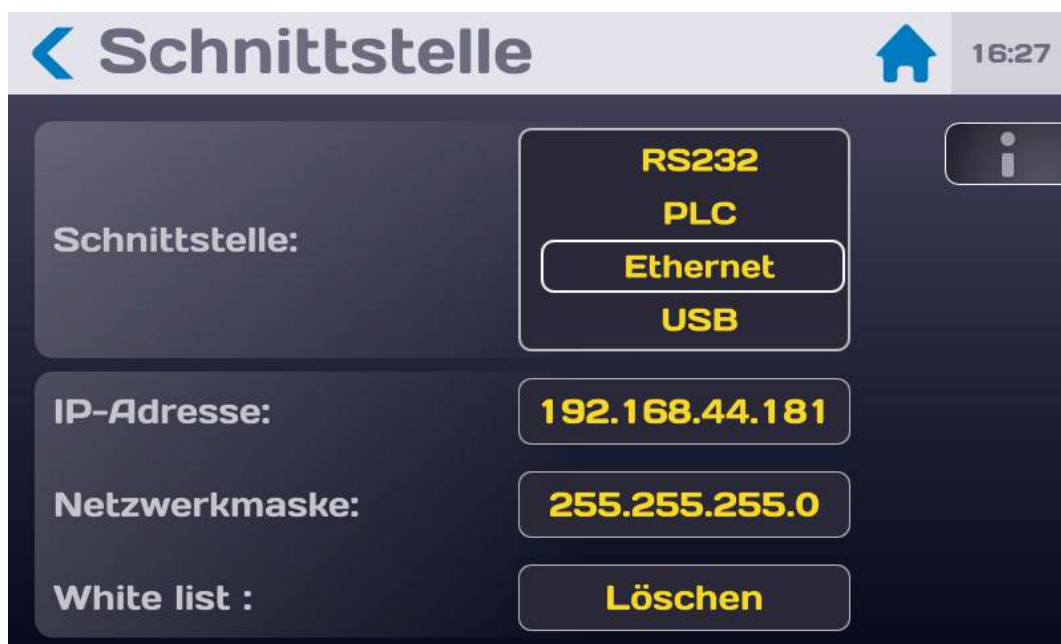 Schnittstelle
16:27
Schnittstelle:
RS232
PLC
Ethernet
USB
IP-Adresse: 192.168.44.181
Netzwerkmaske: 255.255.255.0
White list : Löschen